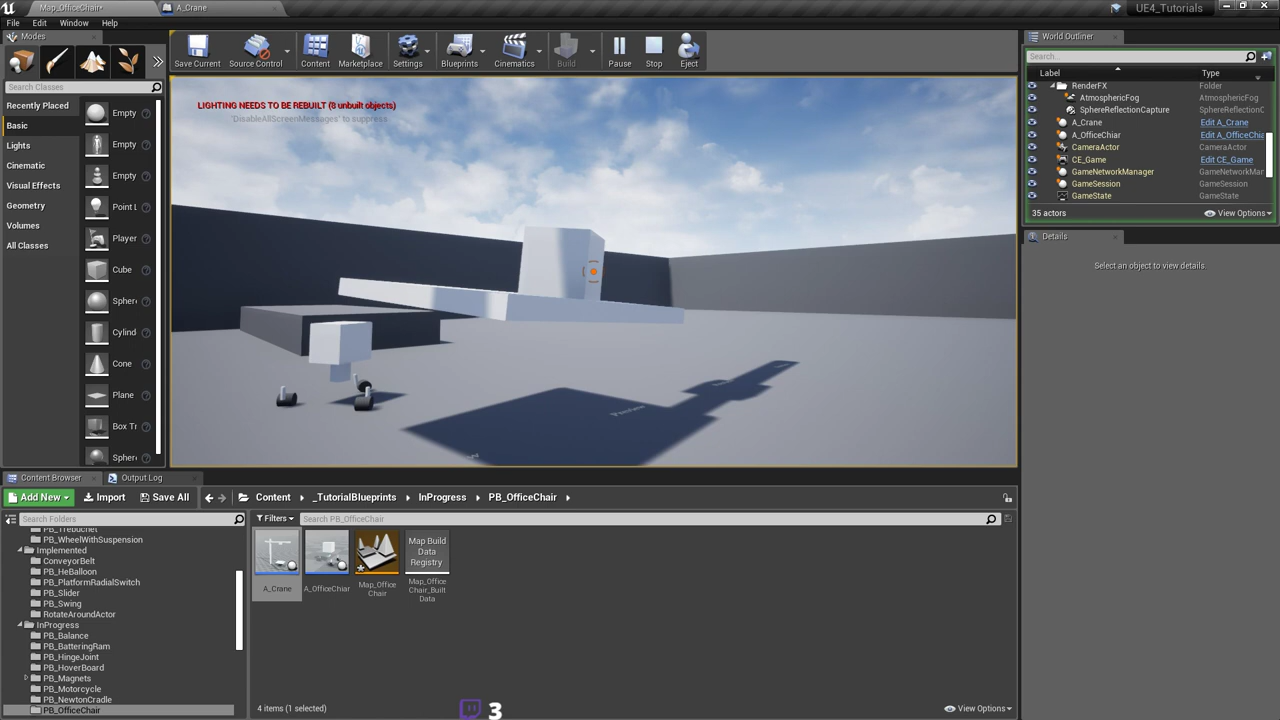 Map_OfficeChair*
A_Crane
UE4_Tutorials
File
Edit
Window
Help
Modes
Search Classes
Recently Placed
Basic
Lights
Cinematic
Visual Effects
Geometry
Volumes
All Classes
Empty
Empty
Empty
Point L
Player
Cube
Spher
Cylind
Cone
Plane
Box Tr
Spher
Save Current
Source Control
Content
Marketplace
Settings
Blueprints
Cinematics
Build
Pause
Stop
Eject
LIGHTING NEEDS TO BE REBUILT (8 unbuilt objects)
'DisableAllScreenMessages' to suppress
Preview
World Outliner
Search...
Label
Type
RenderFX
Folder
AtmosphericFog
AtmosphericFog
SphereReflectionCapture
SphereReflectionC
A_Crane
Edit A_Crane
A_OfficeChiar
Edit A_OfficeChia
CameraActor
CameraActor
CE_Game
Edit CE_Game
GameNetworkManager
GameNetworkMan
GameSession
GameSession
GameState
GameState
35 actors
View Options
Details
Select an object to view details
Content Browser
Output Log
Add New
Import
Save All
Content
_TutorialBlueprints
InProgress
PB_OfficeChair
Search Folders
Filters
Search PB_OfficeChair
PB_Trebuchet
PB_WheelWithSuspension
Implemented
ConveyorBelt
PB_HeBalloon
PB_PlatformRadialSwitch
PB_Slider
PB_Swing
RotateAroundActor
InProgress
PB_Balance
PB_BatteringRam
PB_HingeJoint
PB_HoverBoard
PB_Magnets
PB_Motorcycle
PB_NewtonCradle
PB_OfficeChair
A_Crane
A_OfficeChiar
Map_Office
Chair
Map Build
Data
Registry
Map_Office
Chair_Built
Data
4 items (1 selected)
View Options
3